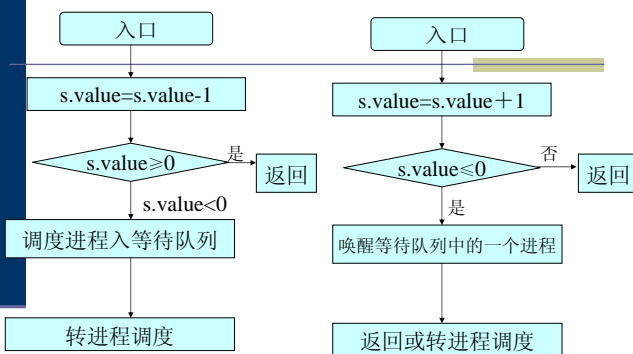 入口
s.value=s.value-1
s.value≥0
是
返回
s.value<0
调度进程入等待队列
转进程调度
入口
s.value=s.value＋1
s.value≤0
否
返回
是
唤醒等待队列中的一个进程
返回或转进程调度